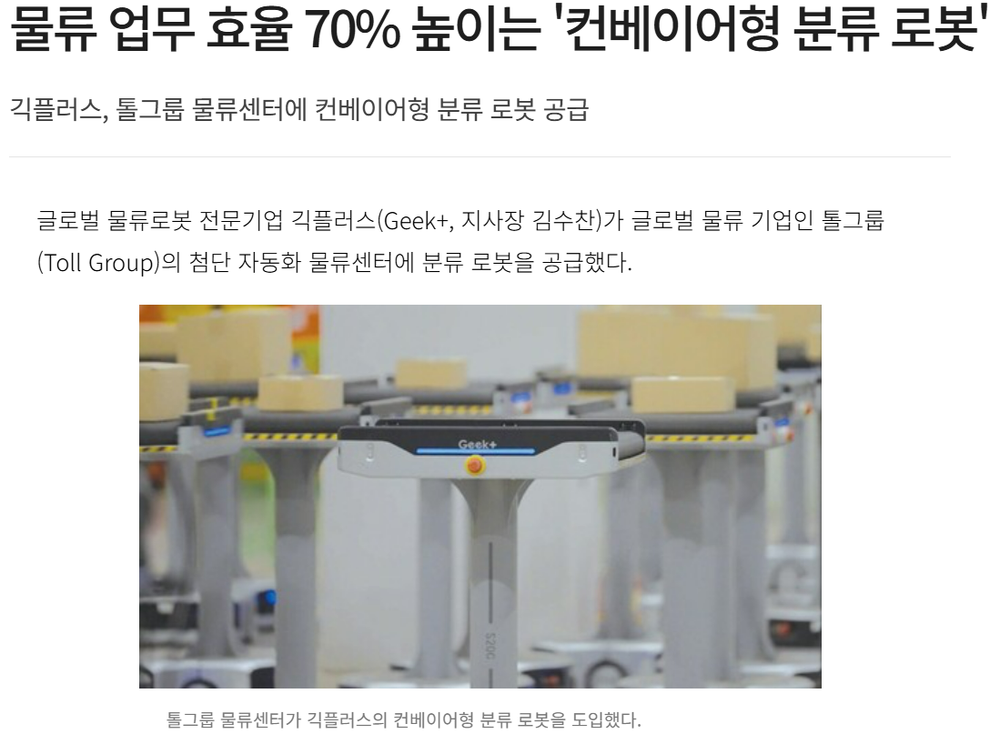 물류 업무 효율 70% 높이는 '컨베이어형 분류 로봇'
긱플러스, 톨그룹 물류센터에 컨베이어형 분류 로봇 공급
글로벌 물류로봇 전문기업 긱플러스(Geek+, 지사장 김수찬)가 글로벌 물류 기업인 톨그룹
(Toll Group)의 첨단 자동화 물류센터에 분류 로봇을 공급했다.
Geek+
S20C
톨그룹 물류센터가 긱플러스의 컨베이어형 분류 로봇을 도입했다.